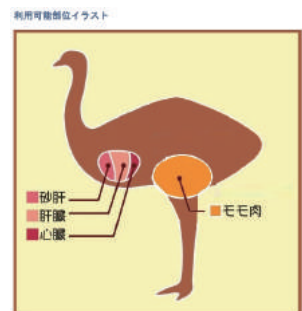 利用可能部位イラスト
砂肝
肝臓
心臓
モモ肉